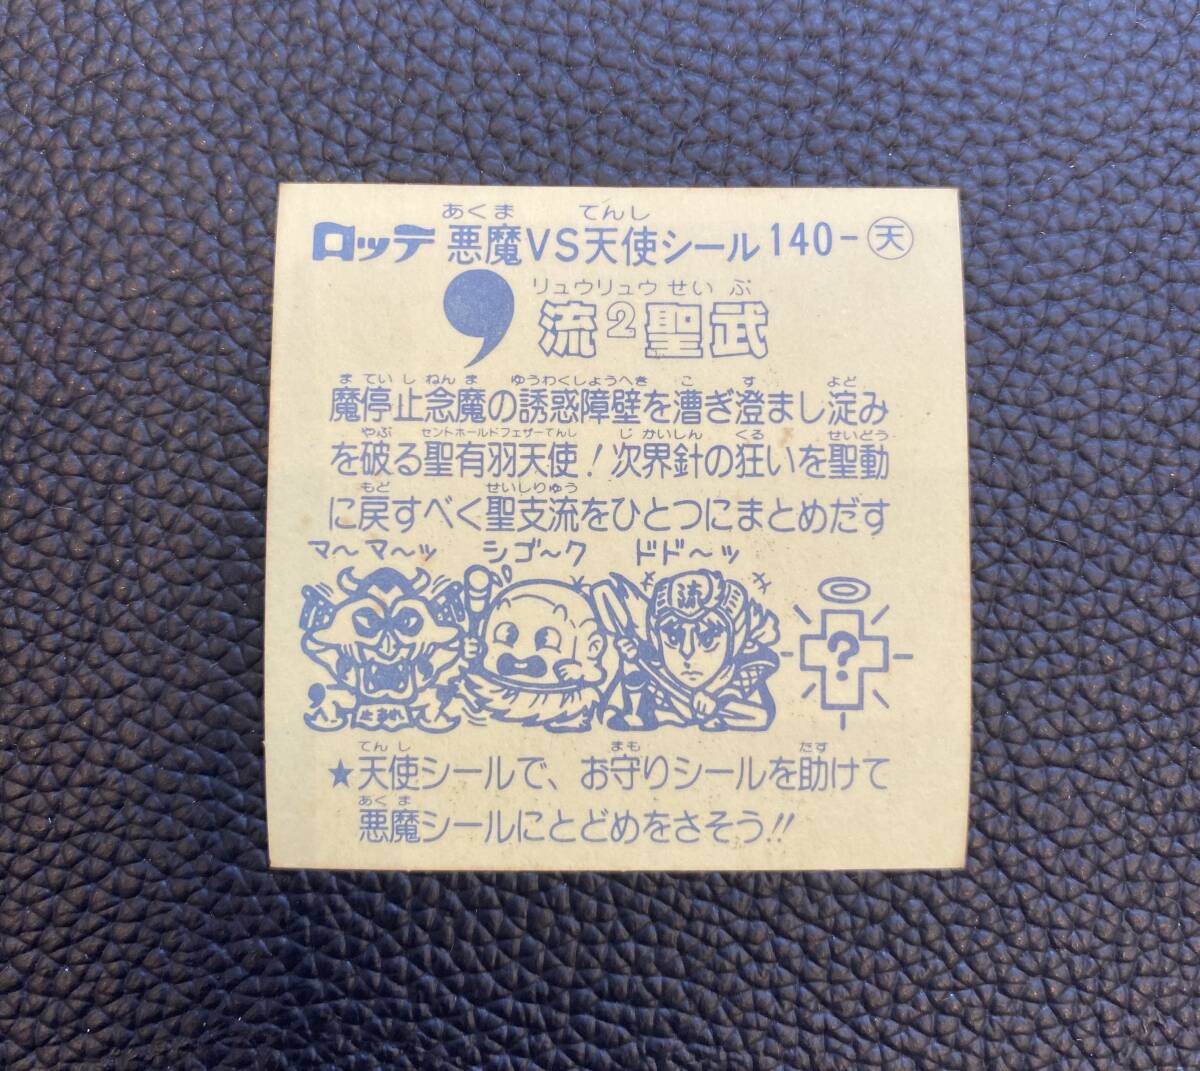 あくま てんし
ロッテ 悪魔VS天使シール 140-天
リュウリュウ せい ぶ
流2聖武
ま ていし ねん ま ゆうわくしょうへき こ す よど
魔停止念魔の誘惑障壁を漕ぎ澄まし淀み
やぶ セントホールドフェザーてんし じ かいしん くる せいどう
を破る聖有羽天使!次界針の狂いを聖動
もど せいしりゅう
に戻すべく聖支流をひとつにまとめだす
マ〜マ〜ッ シゴ〜ク ドド〜ッ
流
?
てんし まも たす
★天使シールで、お守りシールを助けて
あくま
悪魔シールにとどめをさそう!!